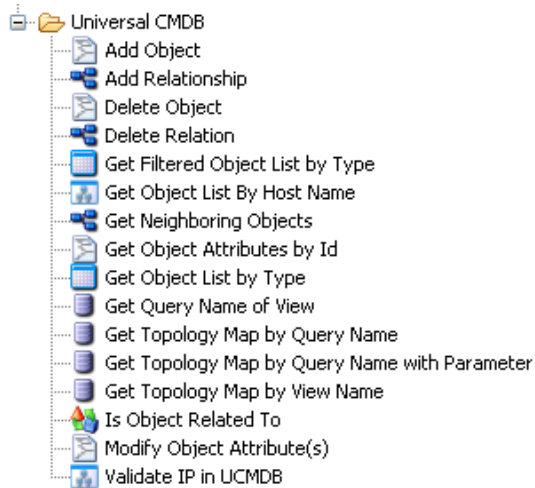 Universal CMDB
Add Object
Add Relationship
Delete Object
Delete Relation
Get Filtered Object List by Type
Get Object List By Host Name
Get Neighboring Objects
Get Object Attributes by Id
Get Object List by Type
Get Query Name of View
Get Topology Map by Query Name
Get Topology Map by Query Name with Parameter
Get Topology Map by View Name
Is Object Related To
Modify Object Attribute(s)
Validate IP in UCMDB